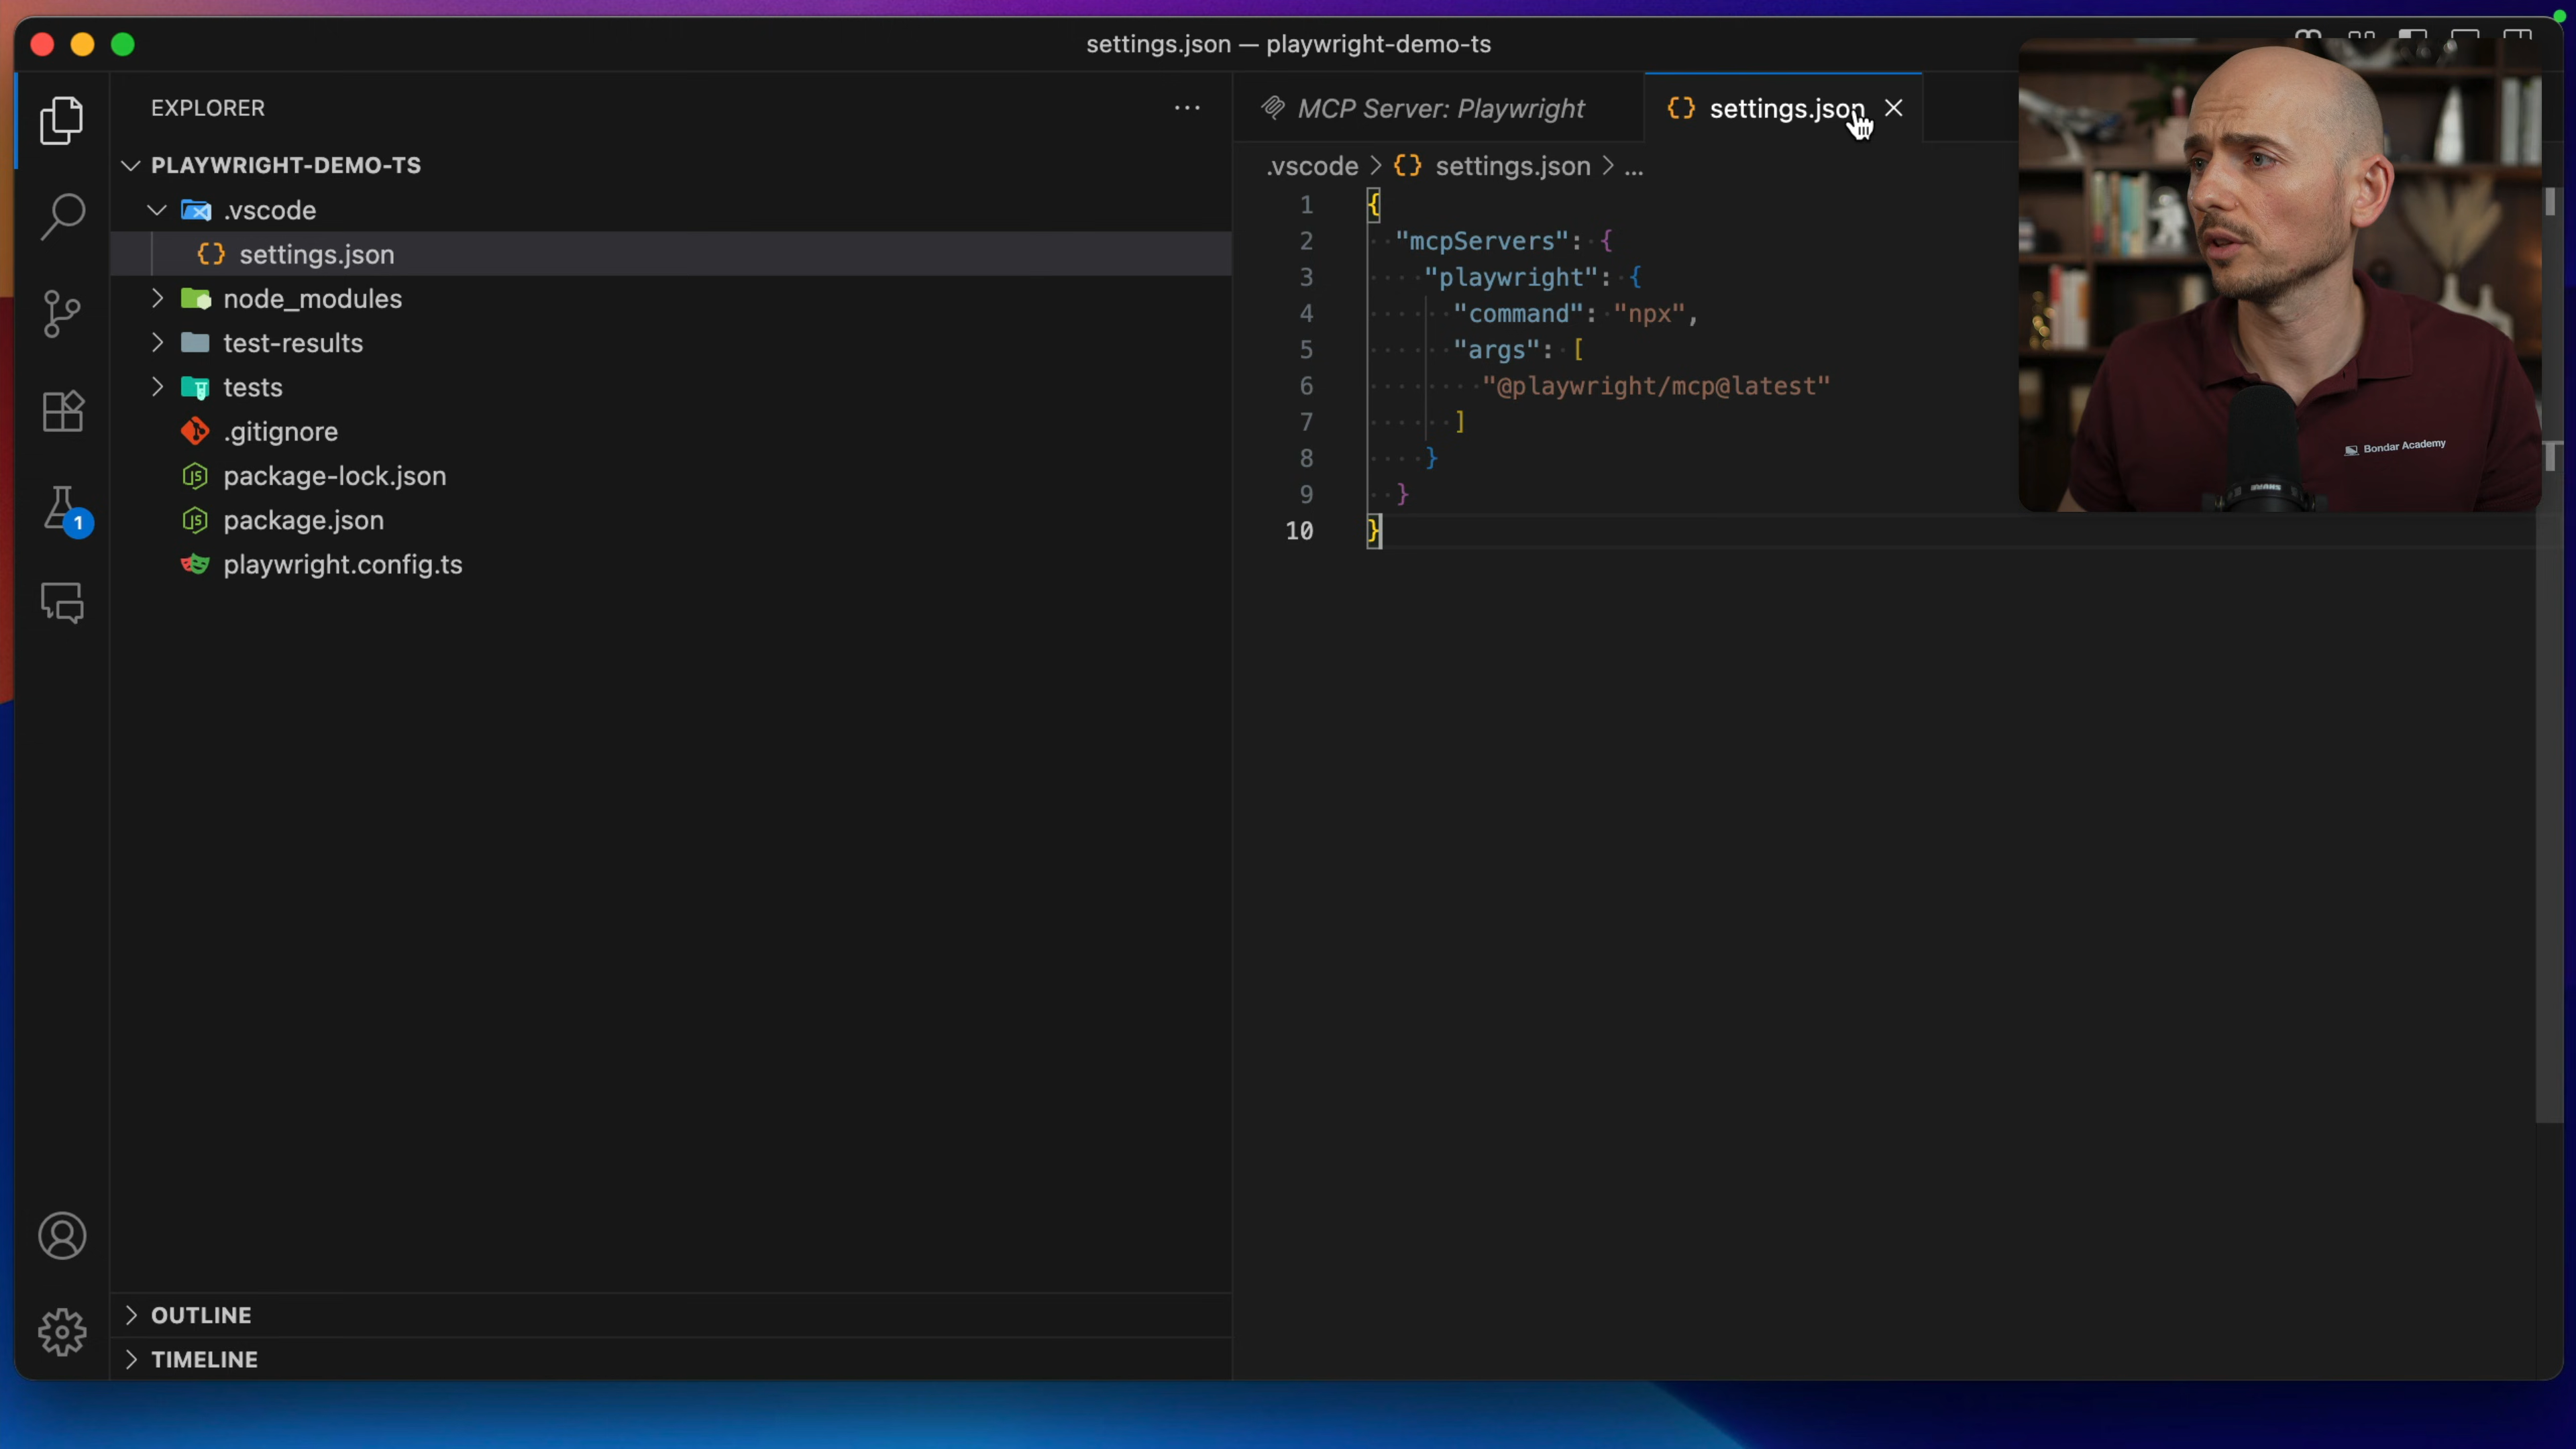 settings.json — playwright-demo-ts
EXPLORER
PLAYWRIGHT-DEMO-TS
.vscode
settings.json
node_modules
test-results
tests
.gitignore
package-lock.json
package.json
playwright.config.ts
1
OUTLINE
TIMELINE
MCP Server: Playwright
settings.json
.vscode > {} settings.json > ...
1 {
2 "mcpServers": {
3 "playwright": {
4 "command": "npx",
5 "args": [
6 "@playwright/mcp@latest"
7 ]
8 }
9 }
10 }
Bondar Academy